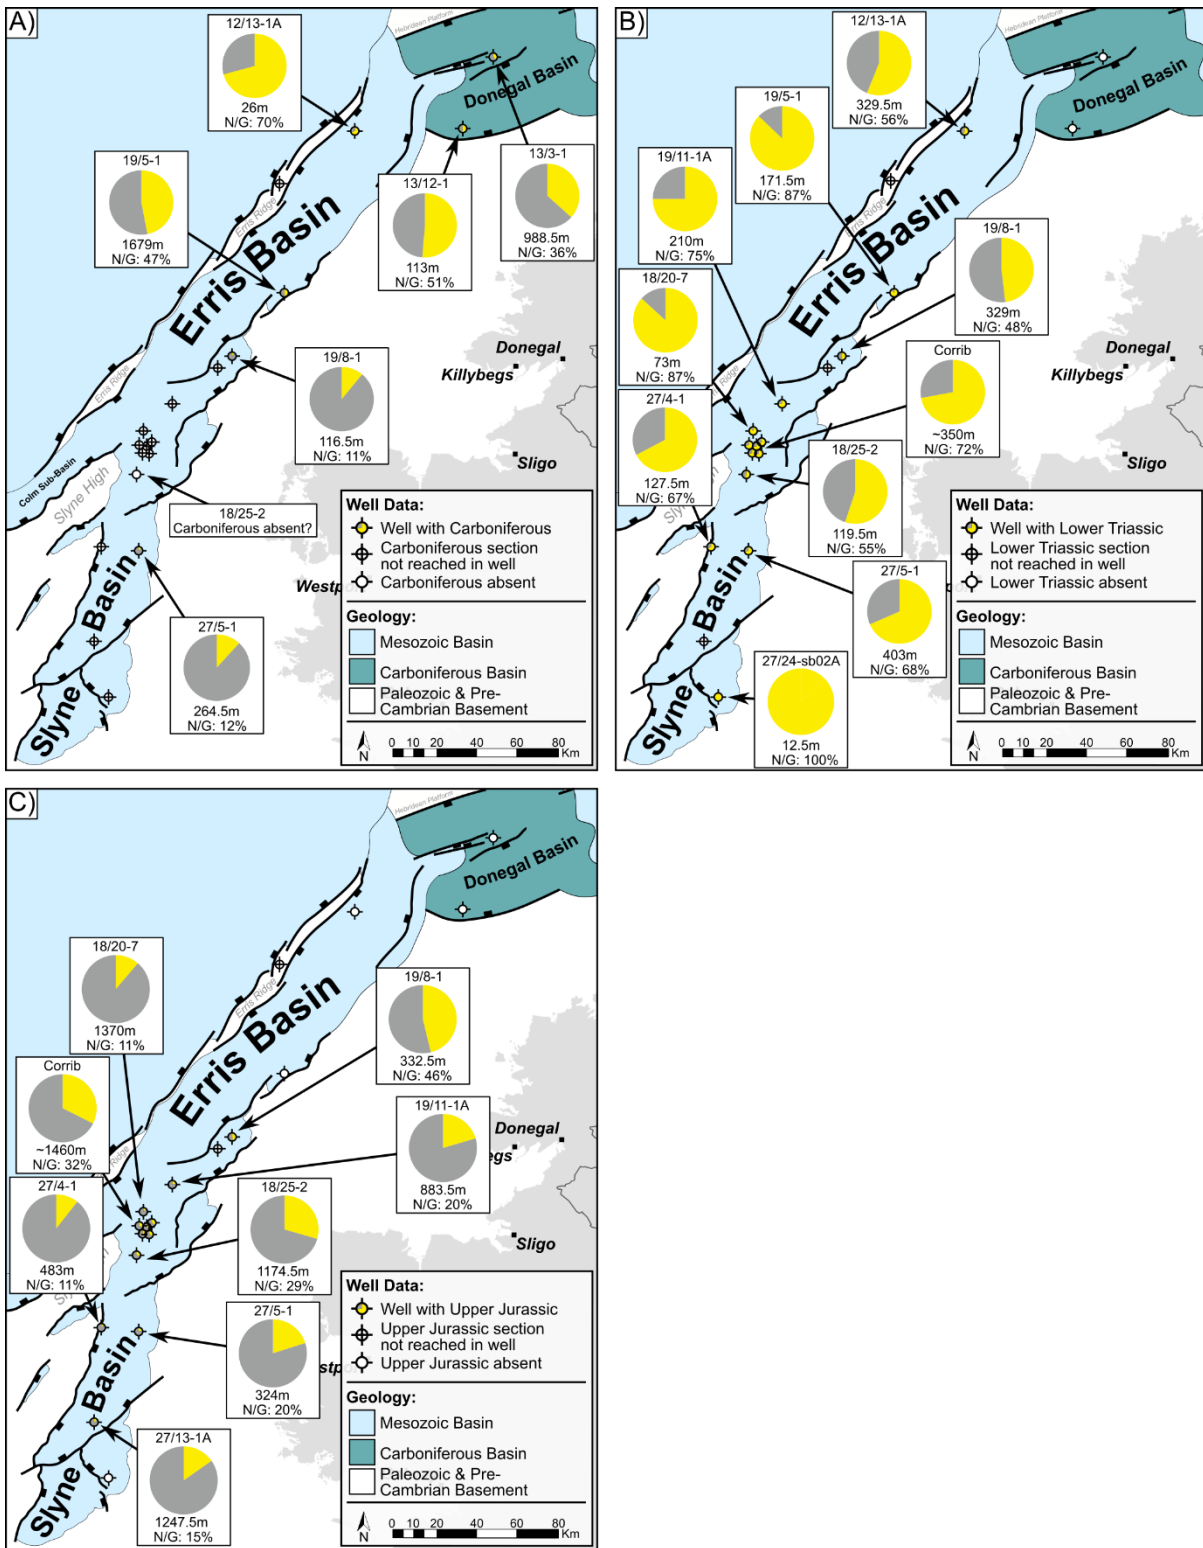 A)
Hebridean Platform
12/13-1A
26m
N/G: 70%
Donegal Basin
19/5-1
1679m
N/G: 47%
13/12-1
113m
N/G: 51%
13/3-1
988.5m
N/G: 36%
Erris Ridge
Erris Basin
19/8-1
116.5m
N/G: 11%
Donegal
Killybegs
Erris Ridge
Sligo
Colm Sub-Basin
Slyne High
18/25-2
Carboniferous absent?
Westpo
27/5-1
264.5m
N/G: 12%
Slyne Basin
Well Data:
Well with Carboniferous
Carboniferous section
not reached in well
Carboniferous absent
Geology:
Mesozoic Basin
Carboniferous Basin
Paleozoic & Pre-
Cambrian Basement
N
0 10 20 40 60 80
Km
B)
Hebridean Platform
12/13-1A
329.5m
N/G: 56%
Donegal Basin
19/5-1
171.5m
N/G: 87%
19/11-1A
210m
N/G: 75%
Erris Ridge
Erris Basin
19/8-1
329m
N/G: 48%
18/20-7
73m
N/G: 87%
Corrib
~350m
N/G: 72%
Donegal
Killybegs
Sligo
27/4-1
127.5m
N/G: 67%
18/25-2
119.5m
N/G: 55%
27/5-1
403m
N/G: 68%
27/24-sb02A
12.5m
N/G: 100%
Slyne Basin
Well Data:
Well with Lower Triassic
Lower Triassic section
not reached in well
Lower Triassic absent
Geology:
Mesozoic Basin
Carboniferous Basin
Paleozoic & Pre-
Cambrian Basement
N
0 10 20 40 60 80
Km
C)
Hebridean Platform
Donegal Basin
18/20-7
1370m
N/G: 11%
Erris Ridge
Erris Basin
19/8-1
332.5m
N/G: 46%
Corrib
~1460m
N/G: 32%
19/11-1A
883.5m
N/G: 20%
Donegal
egs
Sligo
27/4-1
483m
N/G: 11%
18/25-2
1174.5m
N/G: 29%
27/5-1
324m
N/G: 20%
stpo
27/13-1A
1247.5m
N/G: 15%
Slyne Basin
Well Data:
Well with Upper Jurassic
Upper Jurassic section
not reached in well
Upper Jurassic absent
Geology:
Mesozoic Basin
Carboniferous Basin
Paleozoic & Pre-
Cambrian Basement
N
0 10 20 40 60 80
Km